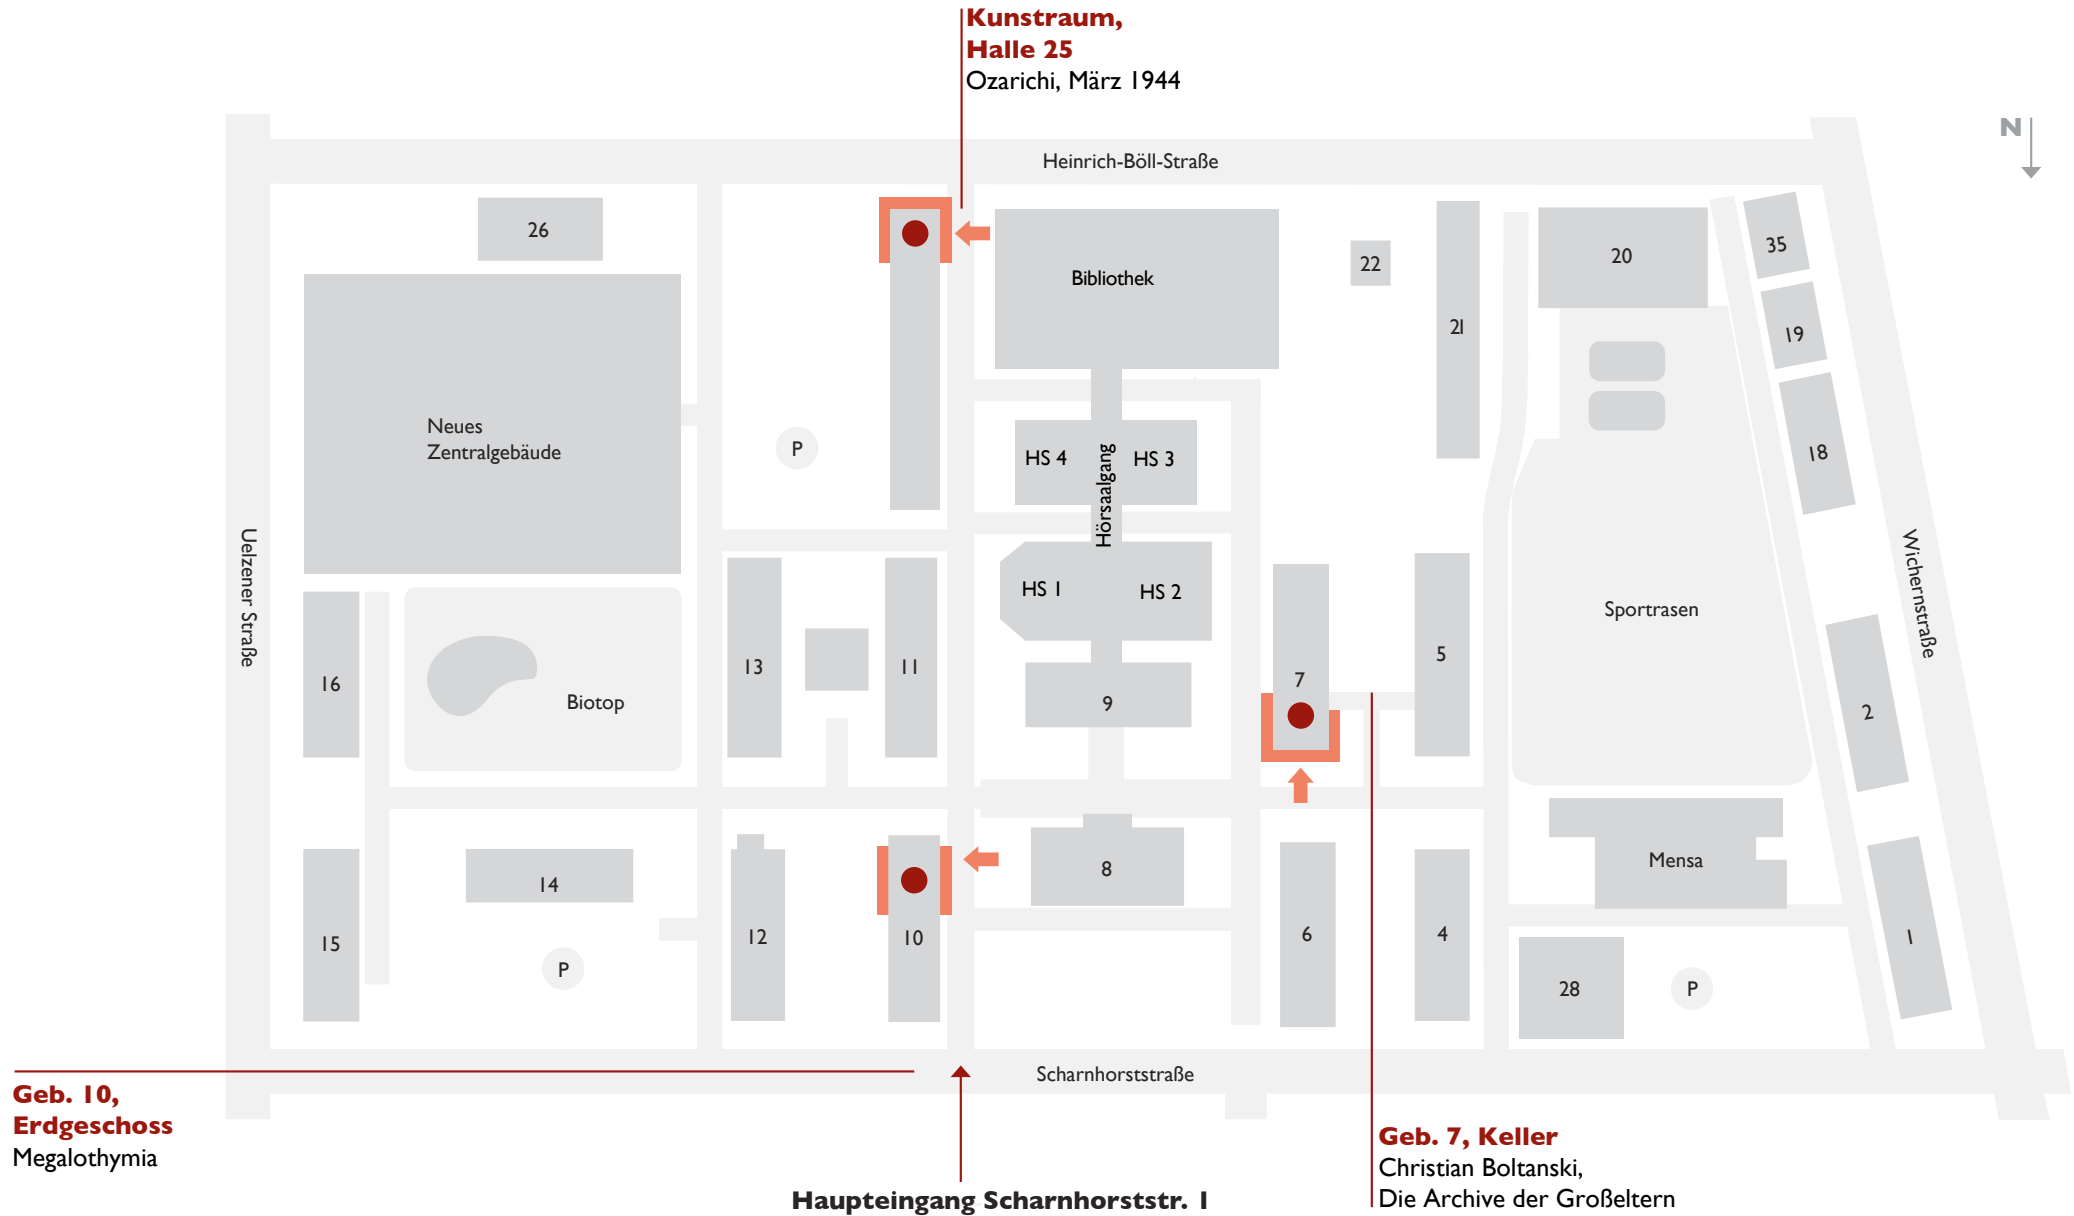 Kunstraum,
Halle 25
Ozarichi, März 1944
N
Heinrich-Böll-Straße
26
Bibliothek
22
21
20
35
19
18
Neues
Zentralgebäude
P
HS 4
HS 3
Hörsaalgang
Uelzener Straße
Wichernstraße
HS 1
HS 2
Sportrasen
16
Biotop
13
11
9
7
5
2
14
15
P
12
10
8
6
4
Mensa
28
P
1
Scharnhorststraße
Geb. 10,
Erdgeschoss
Megalothymia
Haupteingang Scharnhorststr. 1
Geb. 7, Keller
Christian Boltanski,
Die Archive der Großeltern